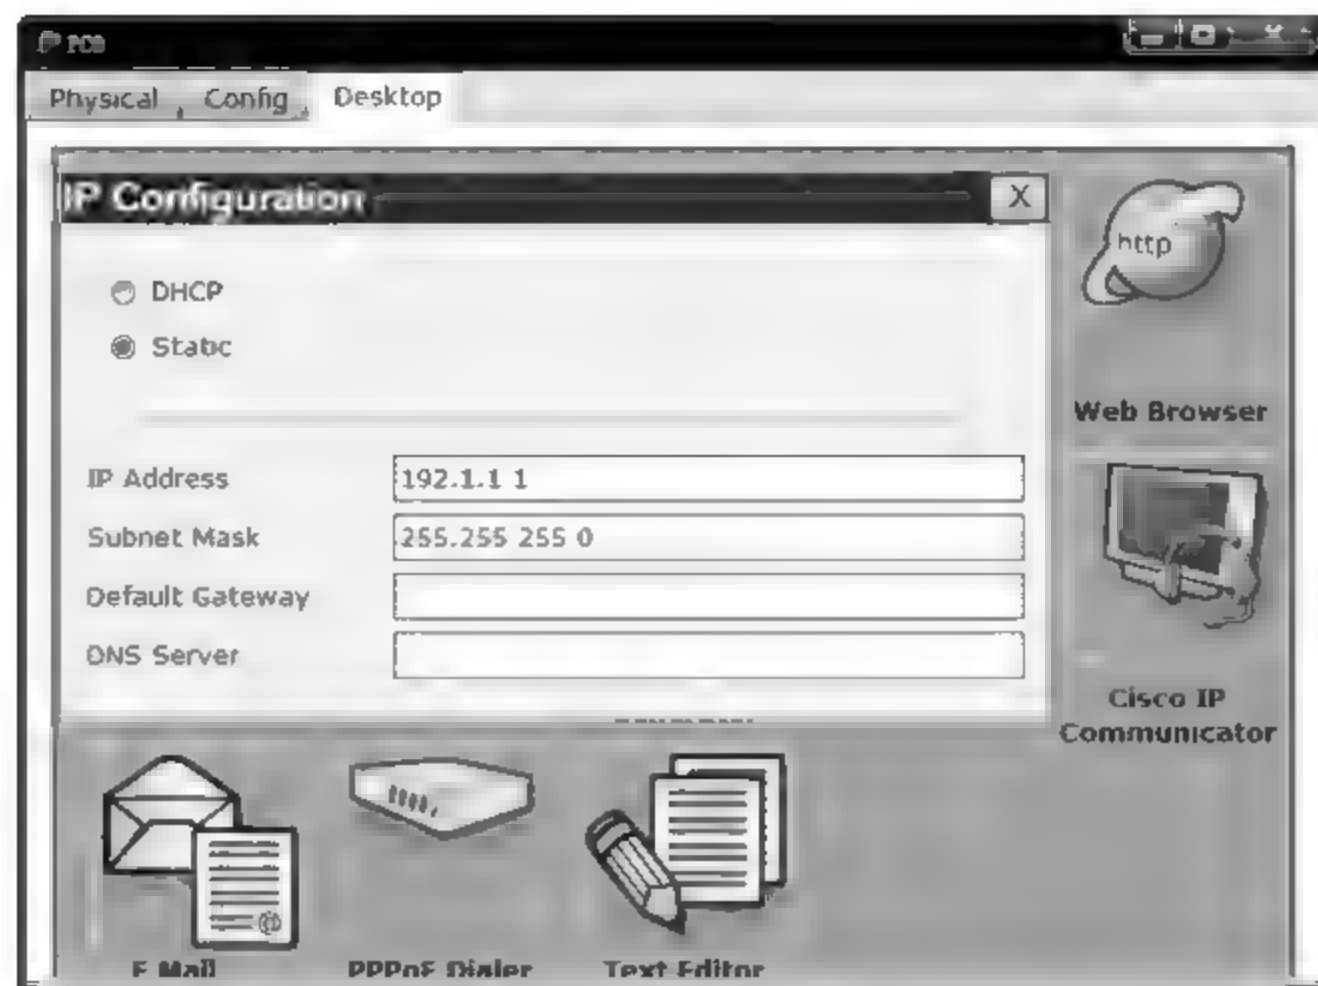 PC0
Physical Config Desktop
IP Configuration X
DHCP
Static
IP Address 192.1.1 1
Subnet Mask 255.255 255 0
Default Gateway
DNS Server
http
Web Browser
Cisco IP
Communicator
E Mail PPPoE Dialer Text Editor